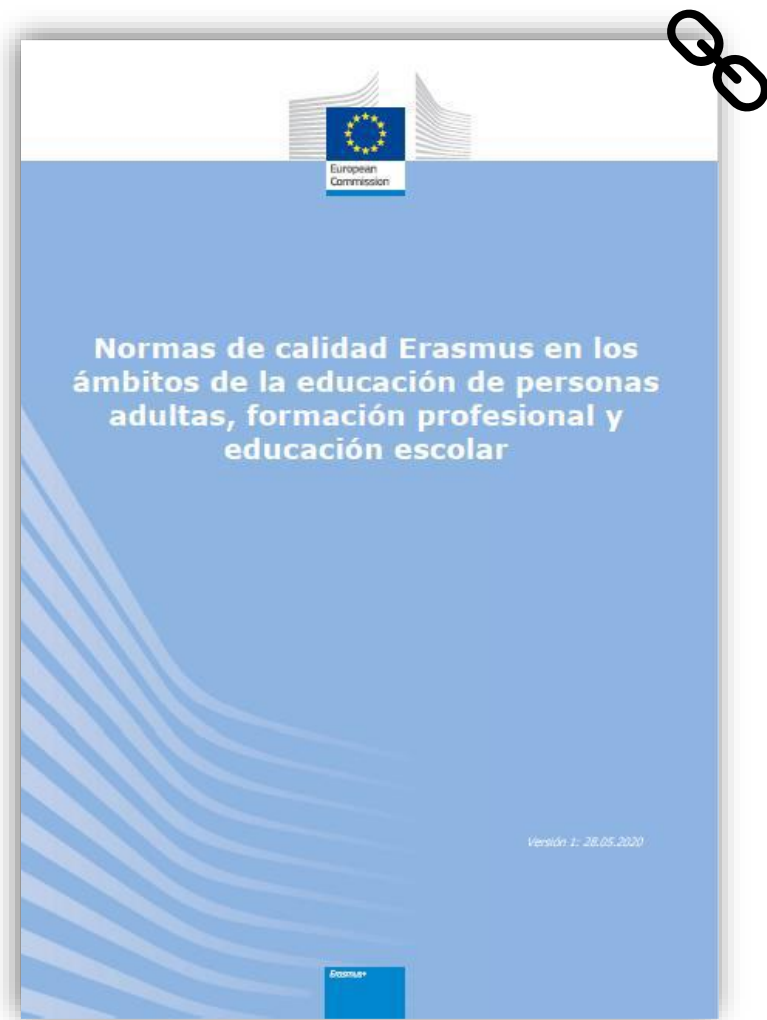 European
Commission
Normas de calidad Erasmus en los
ámbitos de la educación de personas
adultas, formación profesional y
educación escolar
Versión 1: 28.05.2020
Erasmus+